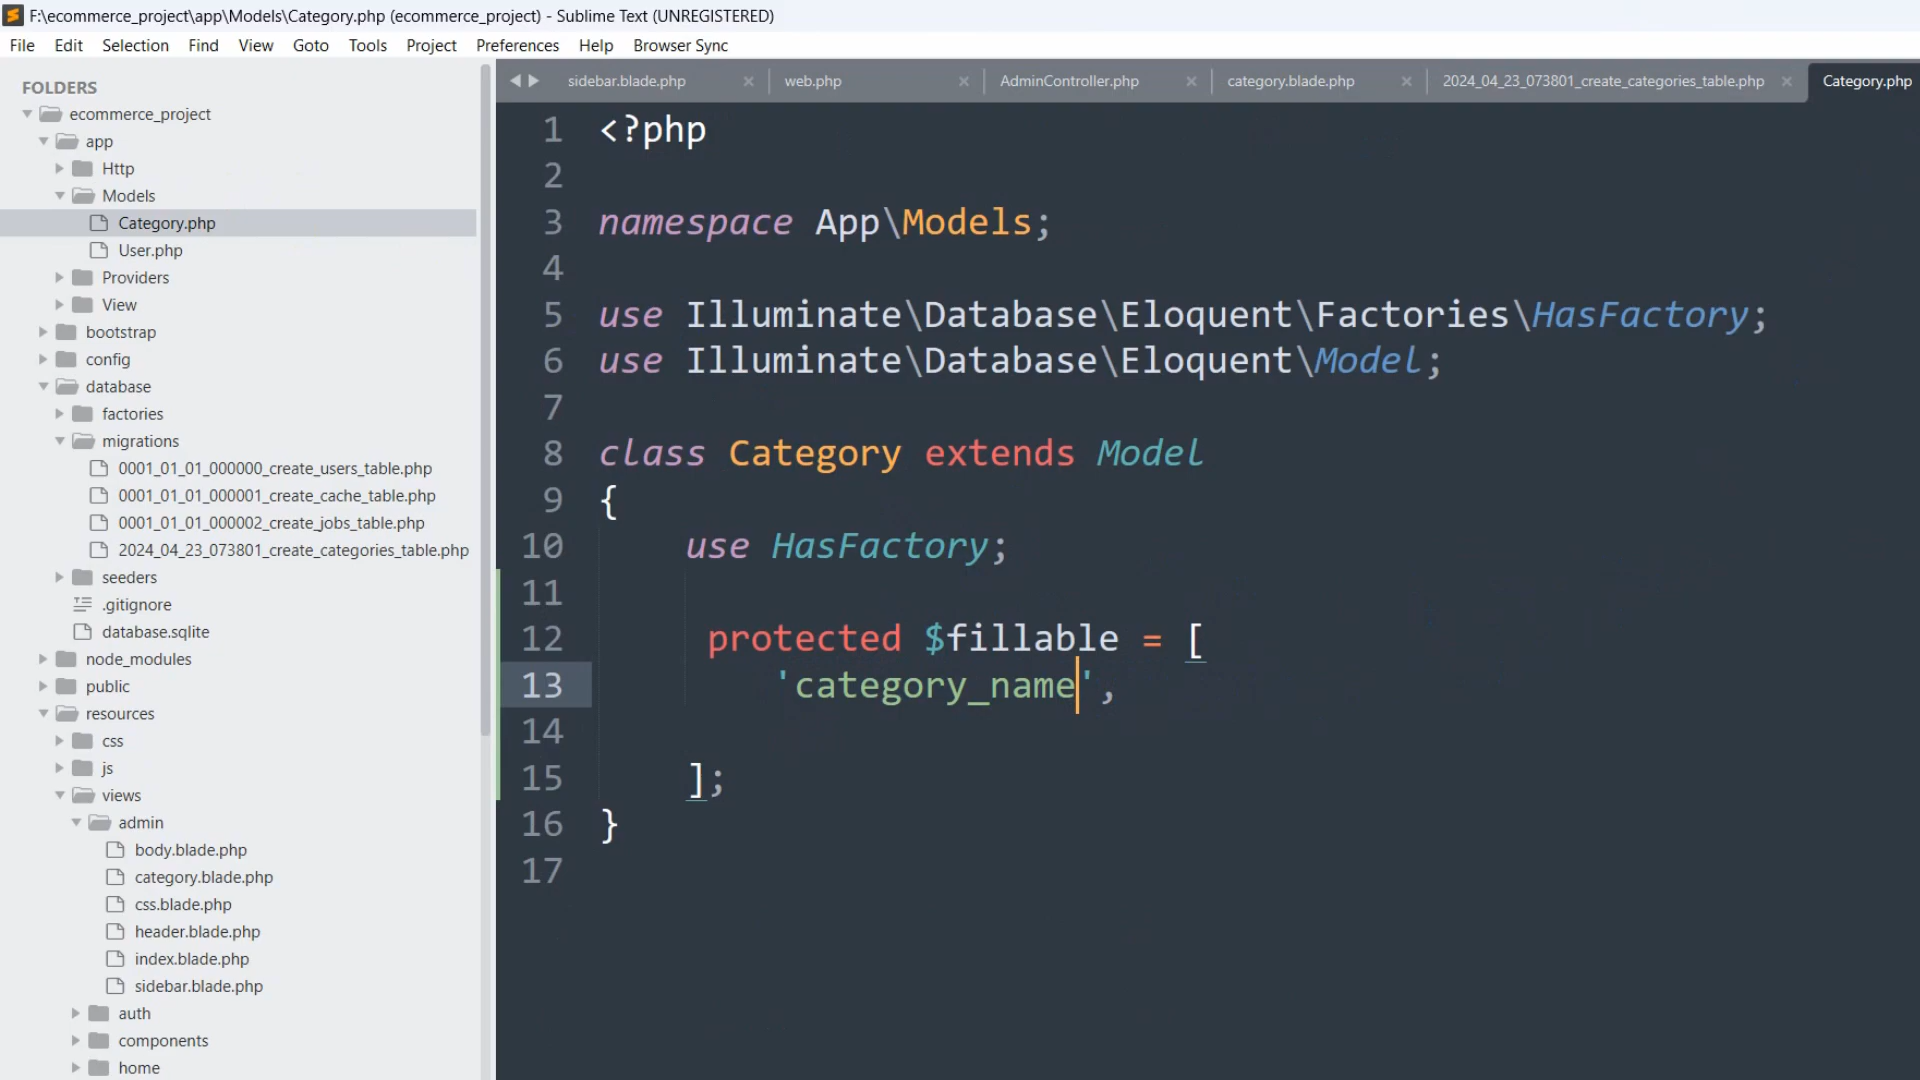 F:\ecommerce_project\app\Models\Category.php (ecommerce_project) - Sublime Text (UNREGISTERED)
File Edit Selection Find View Goto Tools Project Preferences Help Browser Sync
FOLDERS
ecommerce_project
app
Http
Models
Category.php
User.php
Providers
View
bootstrap
config
database
factories
migrations
0001_01_01_000000_create_users_table.php
0001_01_01_000001_create_cache_table.php
0001_01_01_000002_create_jobs_table.php
2024_04_23_073801_create_categories_table.php
seeders
.gitignore
database.sqlite
node_modules
public
resources
css
js
views
admin
body.blade.php
category.blade.php
css.blade.php
header.blade.php
index.blade.php
sidebar.blade.php
auth
components
home
sidebar.blade.php web.php AdminController.php category.blade.php 2024_04_23_073801_create_categories_table.php Category.php
1 <?php
2
3 namespace App\Models;
4
5 use Illuminate\Database\Eloquent\Factories\HasFactory;
6 use Illuminate\Database\Eloquent\Model;
7
8 class Category extends Model
9 {
10 use HasFactory;
11
12 protected $fillable = [
13 'category_name',
14
15 ];
16 }
17